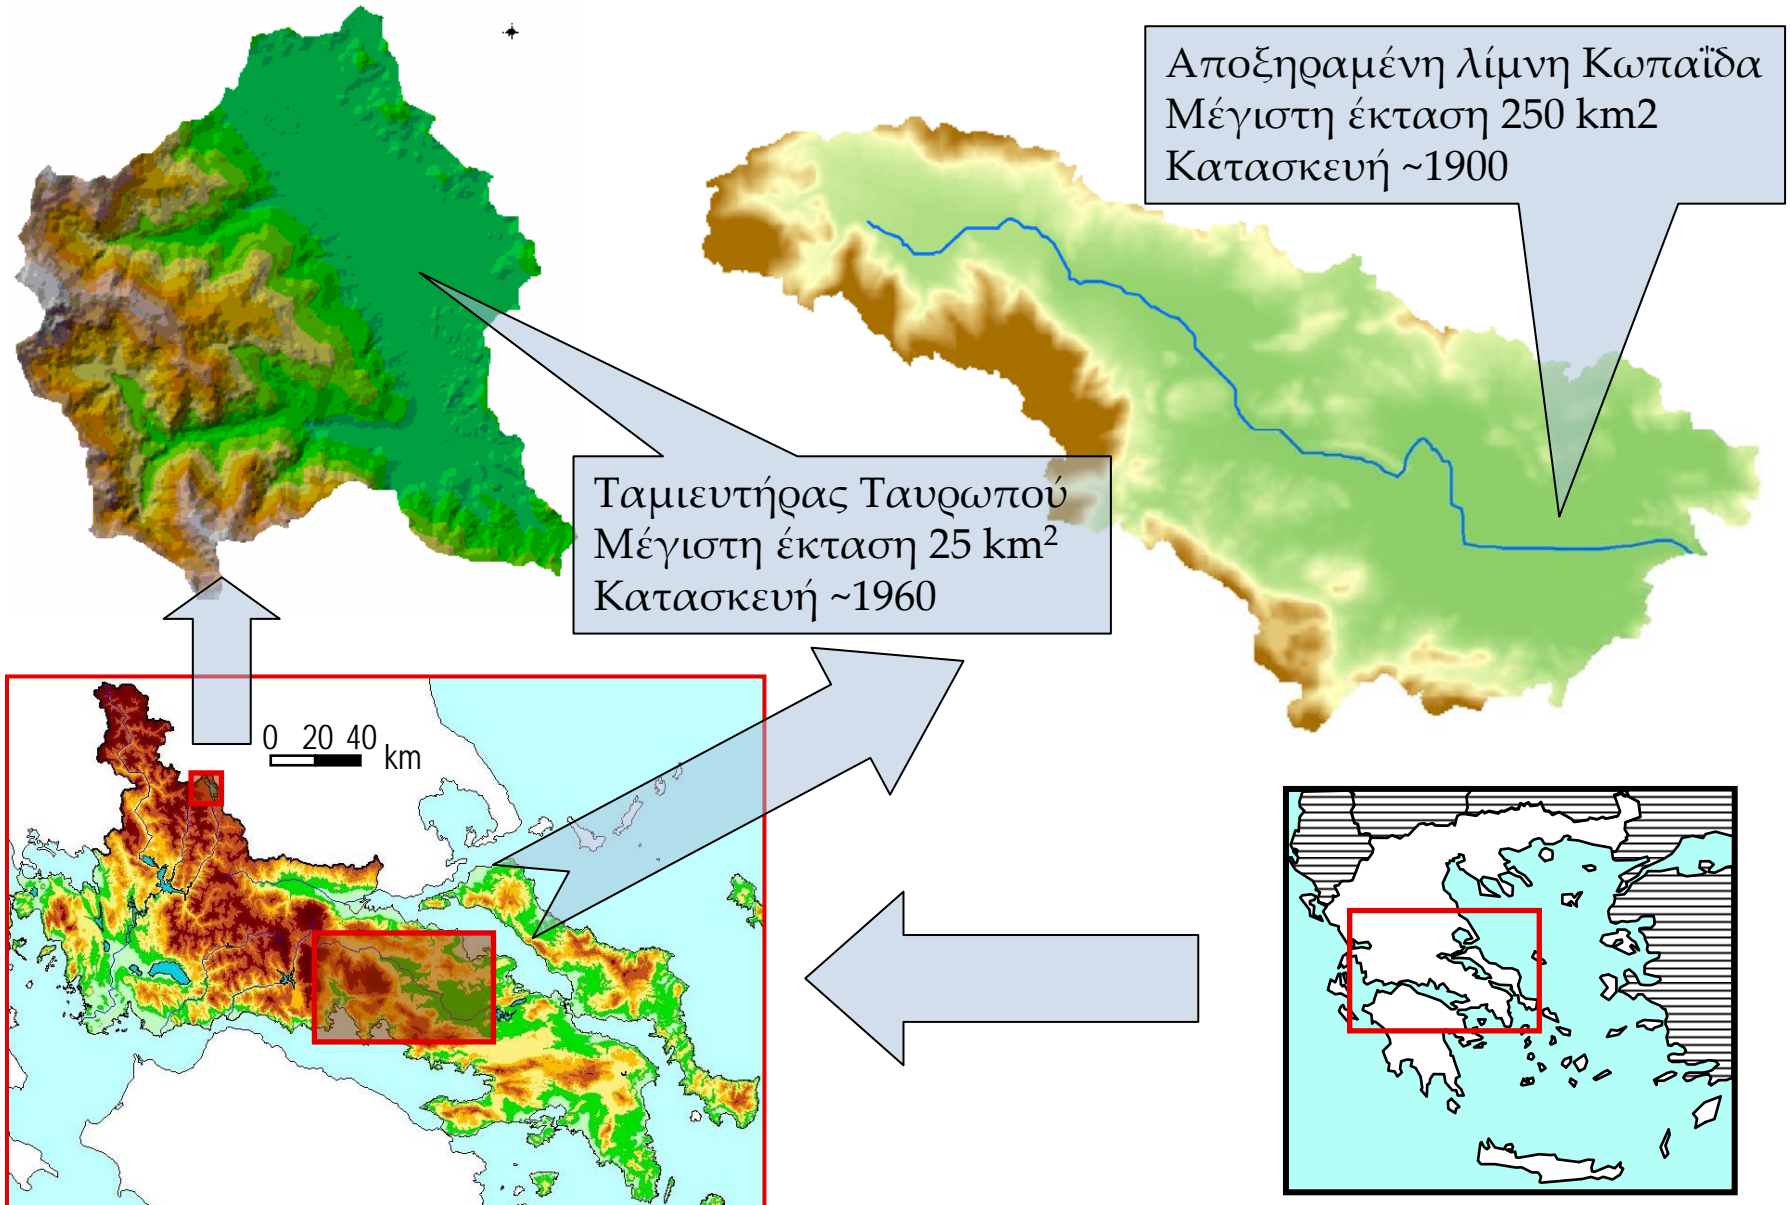 Αποξηραμένη λίμνη Κωπαΐδα
Μέγιστη έκταση 250 km2
Κατασκευή ~1900
Ταμιευτήρας Ταυρωπού
Μέγιστη έκταση 25 km²
Κατασκευή ~1960
0 20 40 km